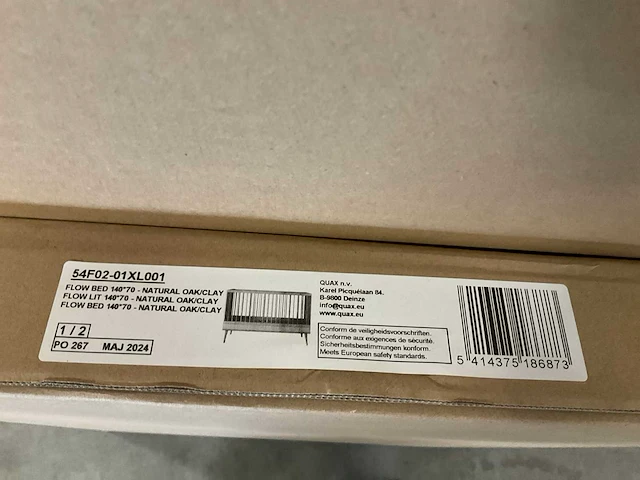 54F02-01XL001
FLOW BED 140*70 - NATURAL OAK/CLAY
FLOW LIT 140*70 - NATURAL OAK/CLAY
FLOW BED 140*70 - NATURAL OAK/CLAY
1 / 2
PO 267 MAJ 2024
QUAX n.v.
Karel Picquélaan 84.
B-9800 Deinze
info@quax.eu
www.quax.eu
Conform de veiligheidsvoorschriften.
Conforme aux exigences de sécurité.
Sicherheitsbestimmungen konform.
Meets European safety standards.
5 414375 186873